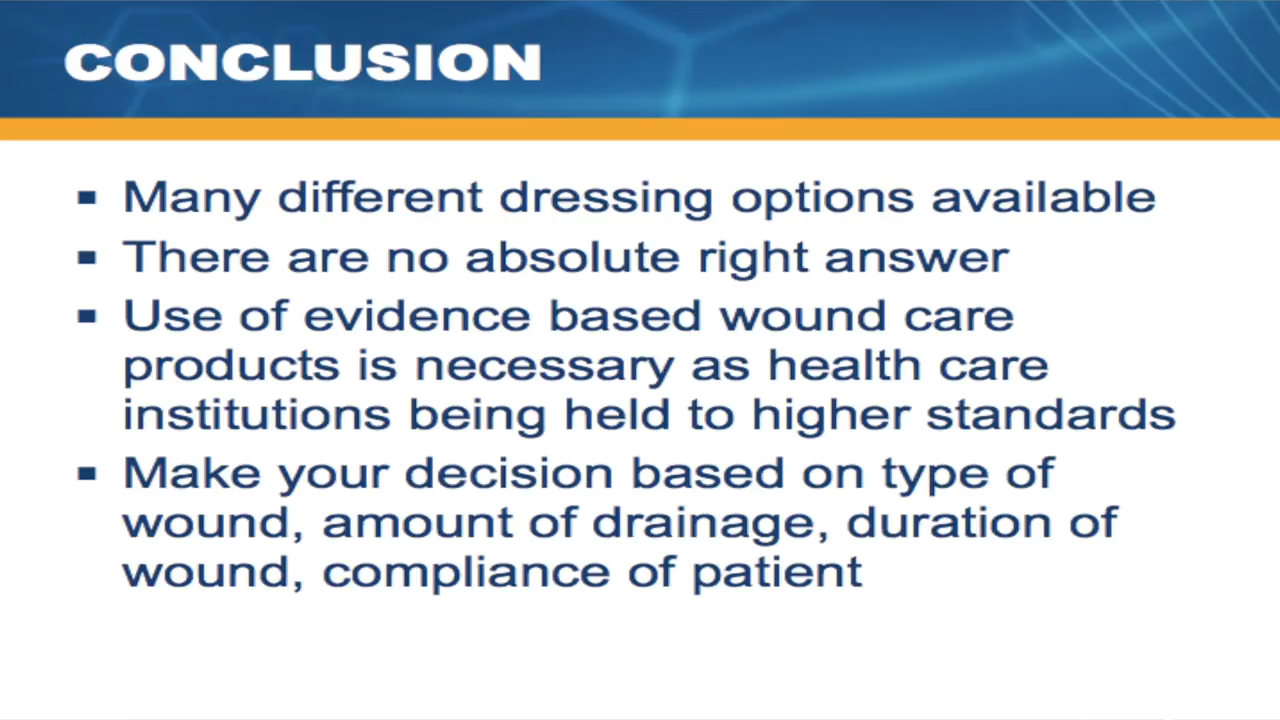 CONCLUSION
▪ Many different dressing options available
▪ There are no absolute right answer
▪ Use of evidence based wound care
products is necessary as health care
institutions being held to higher standards
▪ Make your decision based on type of
wound, amount of drainage, duration of
wound, compliance of patient